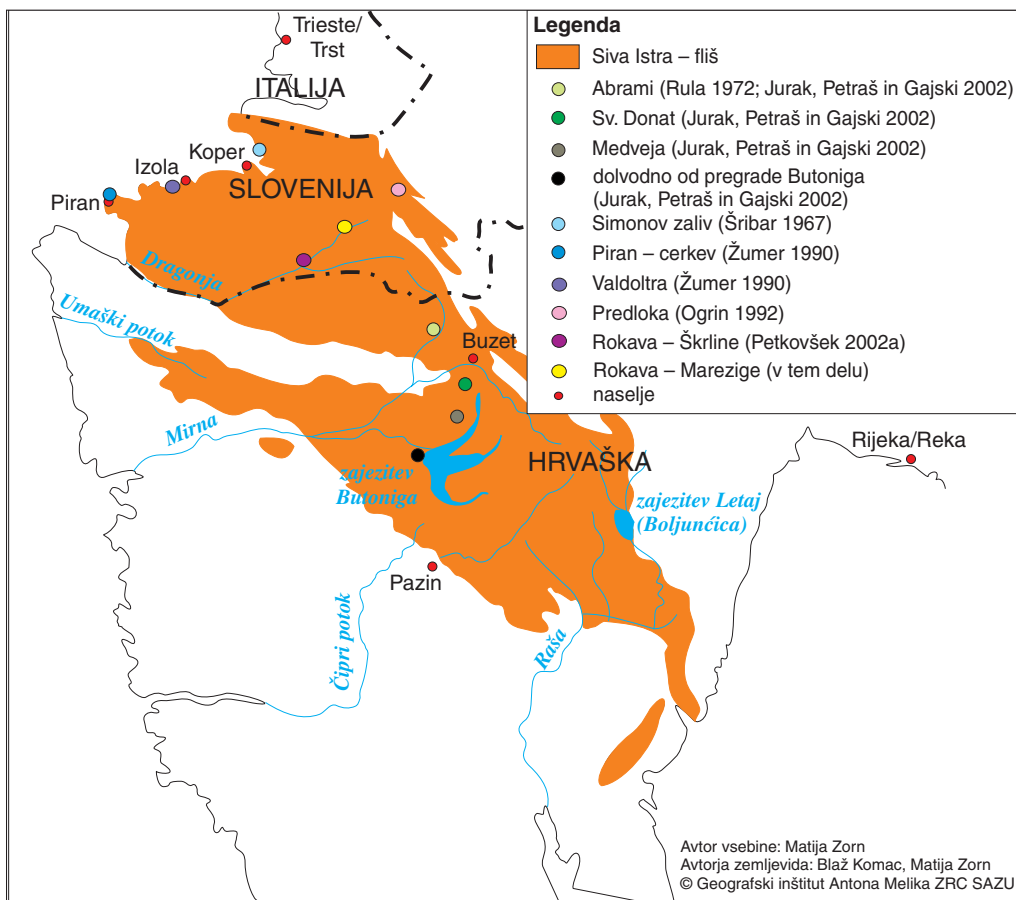 Trieste/
Trst
ITALIJA
Koper
Izola
SLOVENIJA
Piran
Dragonja
Umaški potok
Buzet
Mirna
HRVAŠKA
Rijeka/Reka
zajezitev
Butoniga
zajezitev Letaj
(Boljunćica)
Pazin
Čipri potok
Raša
Legenda
Siva Istra – fliš
Abrami (Rula 1972; Jurak, Petraš in Gajski 2002)
Sv. Donat (Jurak, Petraš in Gajski 2002)
Medveja (Jurak, Petraš in Gajski 2002)
dolvodno od pregrade Butoniga
(Jurak, Petraš in Gajski 2002)
Simonov zaliv (Šribar 1967)
Piran – cerkev (Žumer 1990)
Valdoltra (Žumer 1990)
Predloka (Ogrin 1992)
Rokava – Škrline (Petkovšek 2002a)
Rokava – Marezige (v tem delu)
naselje
Avtor vsebine: Matija Zorn
Avtorja zemljevida: Blaž Komac, Matija Zorn
© Geografski inštitut Antona Melika ZRC SAZU